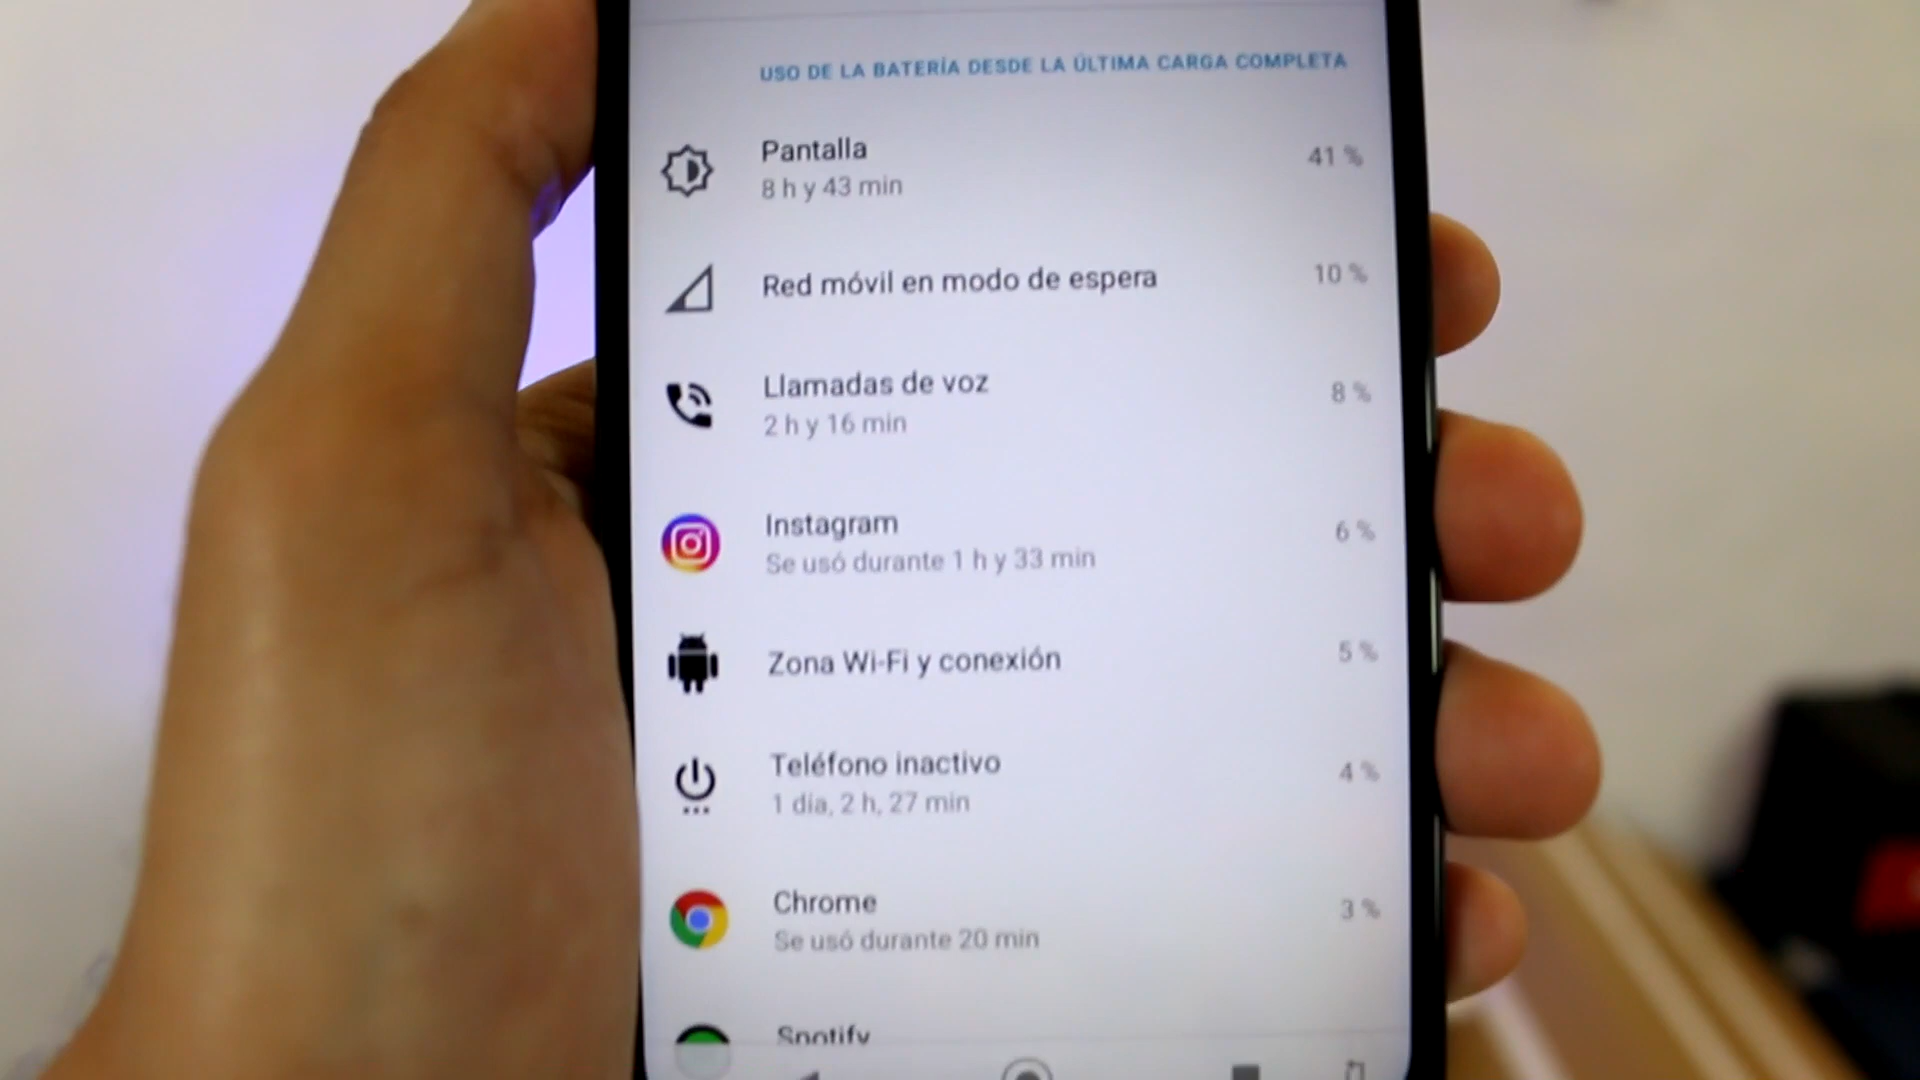 USO DE LA BATERÍA DESDE LA ÚLTIMA CARGA COMPLETA
Pantalla
41 %
8 h y 43 min
Red móvil en modo de espera
10 %
Llamadas de voz
8 %
2 h y 16 min
Instagram
6 %
Se usó durante 1 h y 33 min
Zona Wi-Fi y conexión
5 %
Teléfono inactivo
4 %
1 día, 2 h, 27 min
Chrome
3 %
Se usó durante 20 min
Spotify